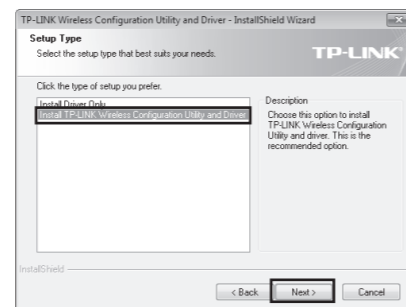 TP-LINK Wireless Configuration Utility and Driver - InstallShield Wizard
Setup Type
Select the setup type that best suits your needs.
TP-LINK
Click the type of setup you prefer.
Install Driver Only
Install TP-LINK Wireless Configuration Utility and Driver
Description
Choose this option to install
TP-LINK Wireless Configuration
Utility and driver. This is the
recommended option.
InstallShield
< Back
Next >
Cancel